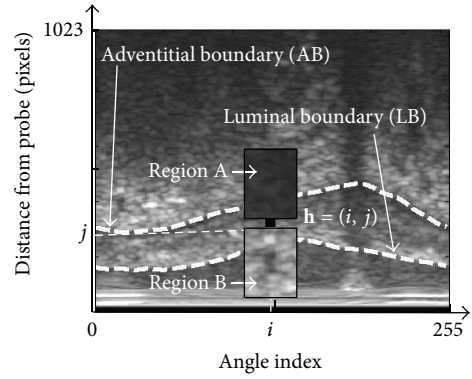 1023
Adventitial boundary (AB)
Luminal boundary (LB)
Region A
h = (i, j)
j
Region B
0
i
255
Angle index
Distance from probe (pixels)